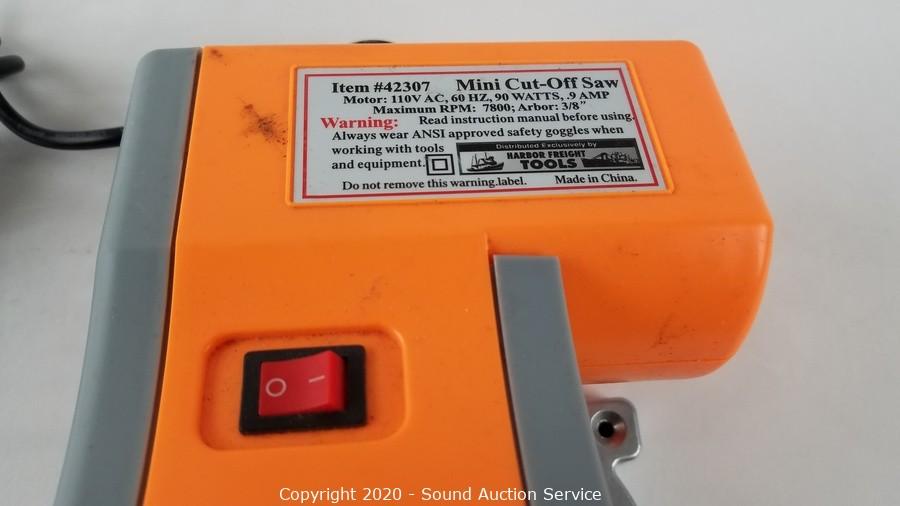 Item #42307 Mini Cut-Off Saw
Motor: 110V AC, 60 HZ, 90 WATTS, .9 AMP
Maximum RPM: 7800; Arbor: 3/8"
Warning: Read instruction manual before using.
Always wear ANSI approved safety goggles when
working with tools
and equipment.
Distributed Exclusively by
HARBOR FREIGHT
TOOLS
Do not remove this warning.label. Made in China.
O I
Copyright 2020 - Sound Auction Service